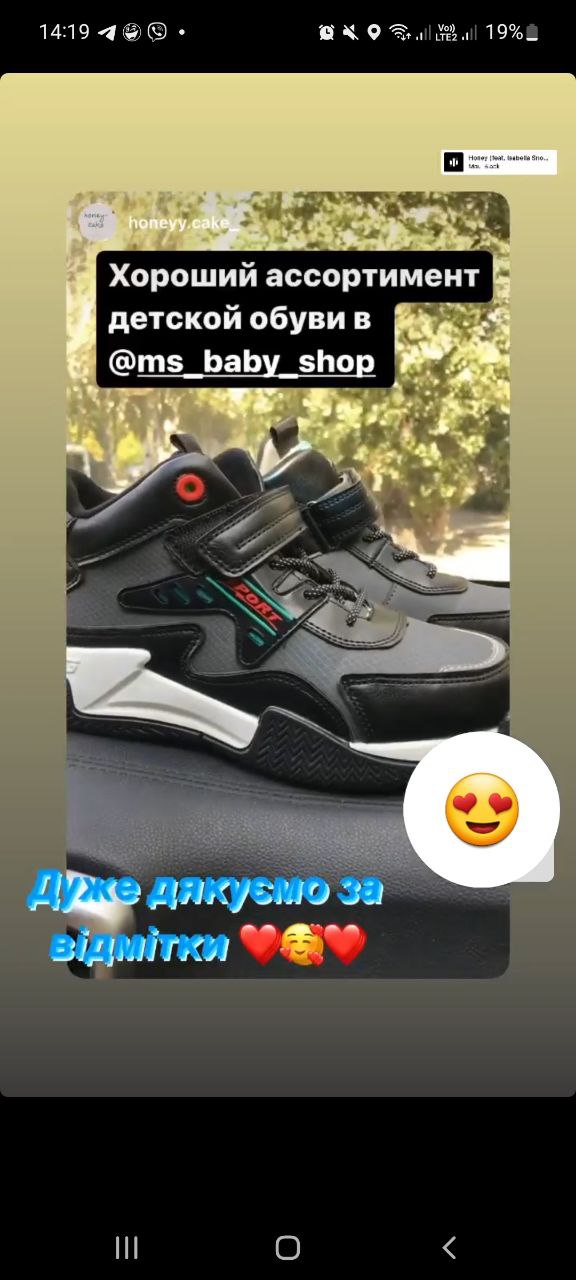 14:19
Vo))
LTE2
19%
Honey (feat. Isabella Sno...
honey-
cake
honeyy.cake_
Хороший ассортимент
детской обуви в
@ms_baby_shop
PORT
Дуже дякуємо за
відмітки